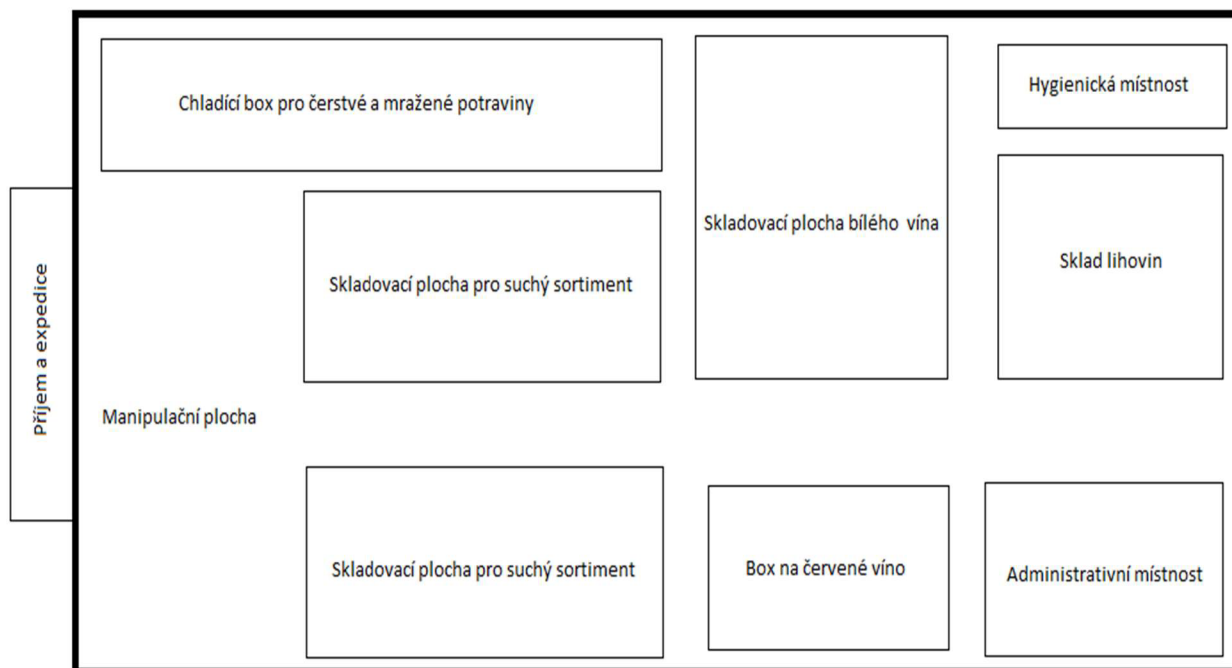 Chladící box pro čerstvé a mražené potraviny
Hygienická místnost
Skladovací plocha bílého  vína
Sklad lihovin
Skladovací plocha pro suchý sortiment
Příjem a expedice
Manipulační plocha
Skladovací plocha pro suchý sortiment
Box na červené víno
Administrativní místnost